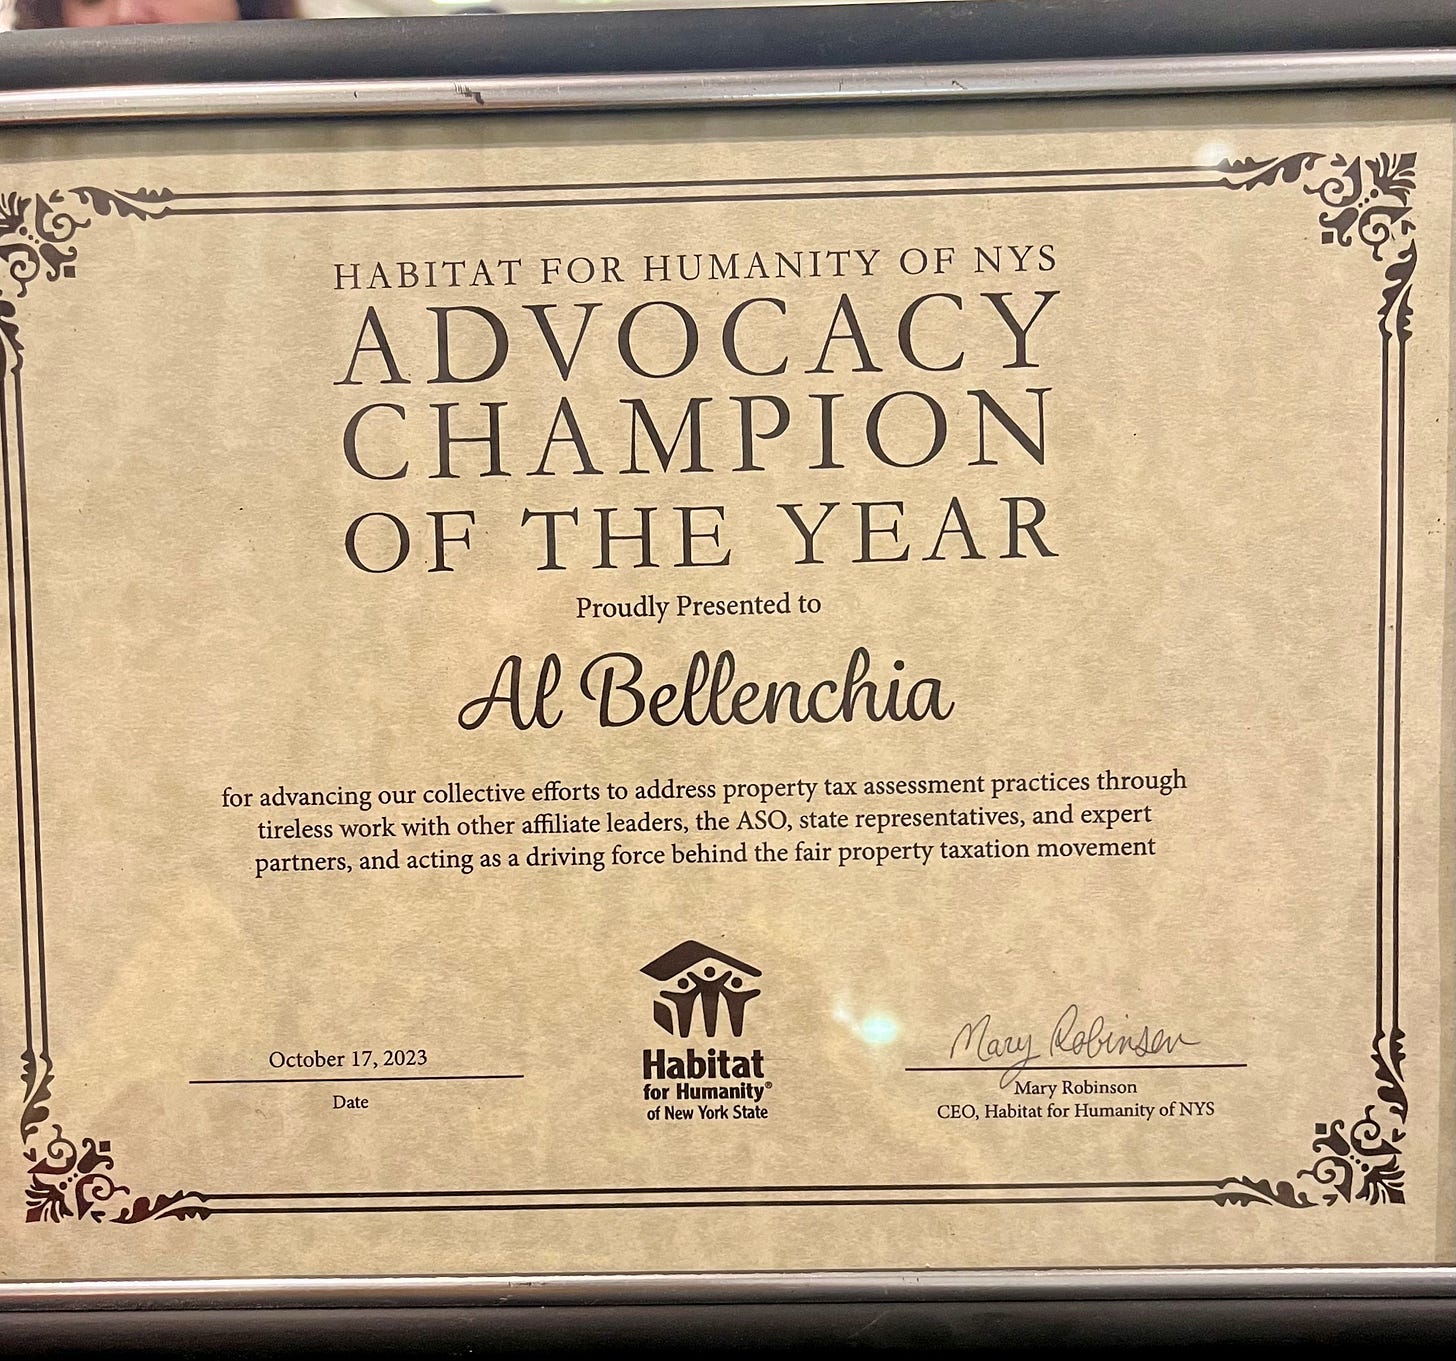 HABITAT FOR HUMANITY OF NYS
ADVOCACY
CHAMPION
OF THE YEAR
Proudly Presented to
Al Bellenchia
for advancing our collective efforts to address property tax assessment practices through
tireless work with other affiliate leaders, the ASO, state representatives, and expert
partners, and acting as a driving force behind the fair property taxation movement
October 17, 2023
Date
Habitat
for Humanity®
of New York State
Mary Robinson
Mary Robinson
CEO, Habitat for Humanity of NYS